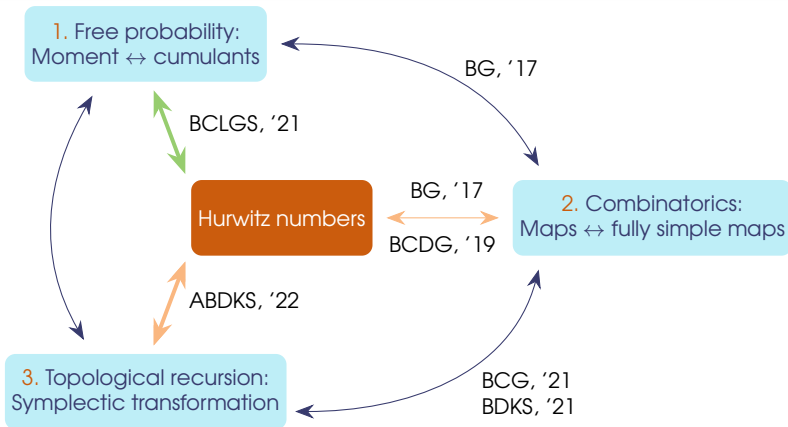 1. Free probability:
Moment ↔ cumulants
BG, ’17
BCLGS, ’21
Hurwitz numbers
BG, ’17
BCDG, ’19
2. Combinatorics:
Maps ↔ fully simple maps
ABDKS, ’22
3. Topological recursion:
Symplectic transformation
BCG, ’21
BDKS, ’21